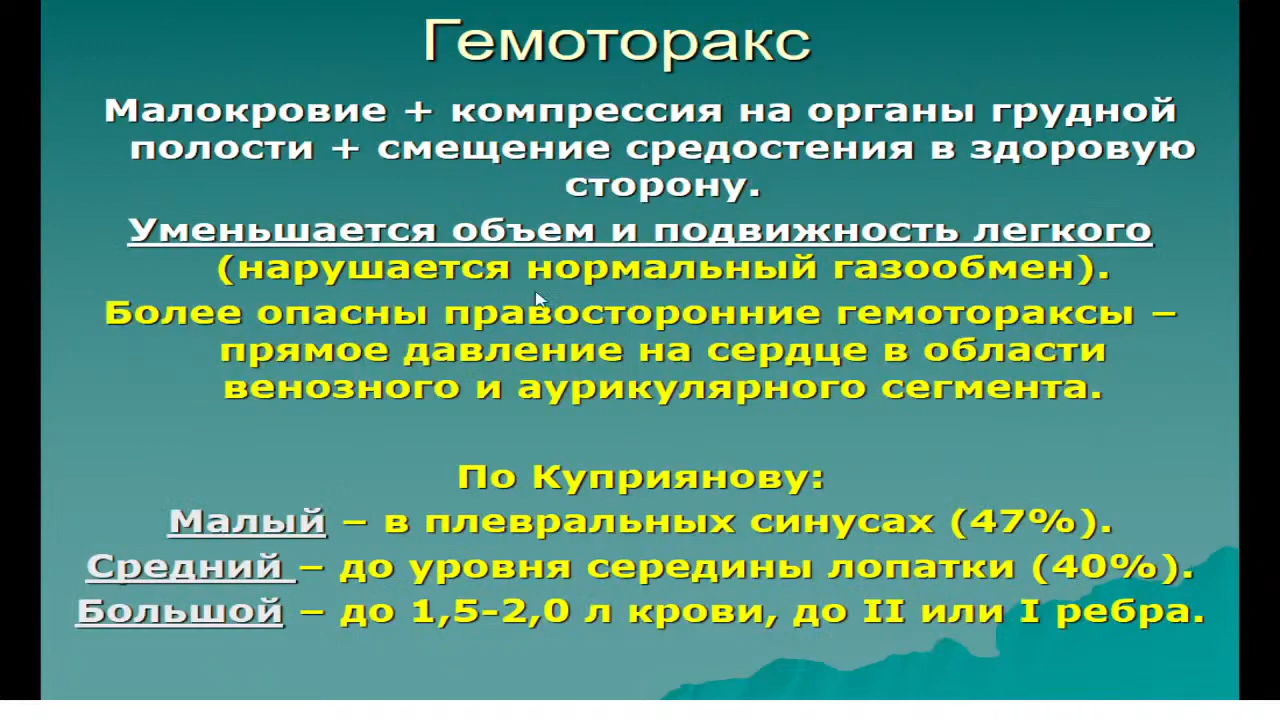 Гемоторакс
Малокровие + компрессия на органы грудной
полости + смещение средостения в здоровую
сторону.
Уменьшается объем и подвижность легкого
(нарушается нормальный газообмен).
Более опасны правосторонние гемотораксы –
прямое давление на сердце в области
венозного и аурикулярного сегмента.
По Куприянову:
Малый – в плевральных синусах (47%).
Средний – до уровня середины лопатки (40%).
Большой – до 1,5-2,0 л крови, до II или I ребра.